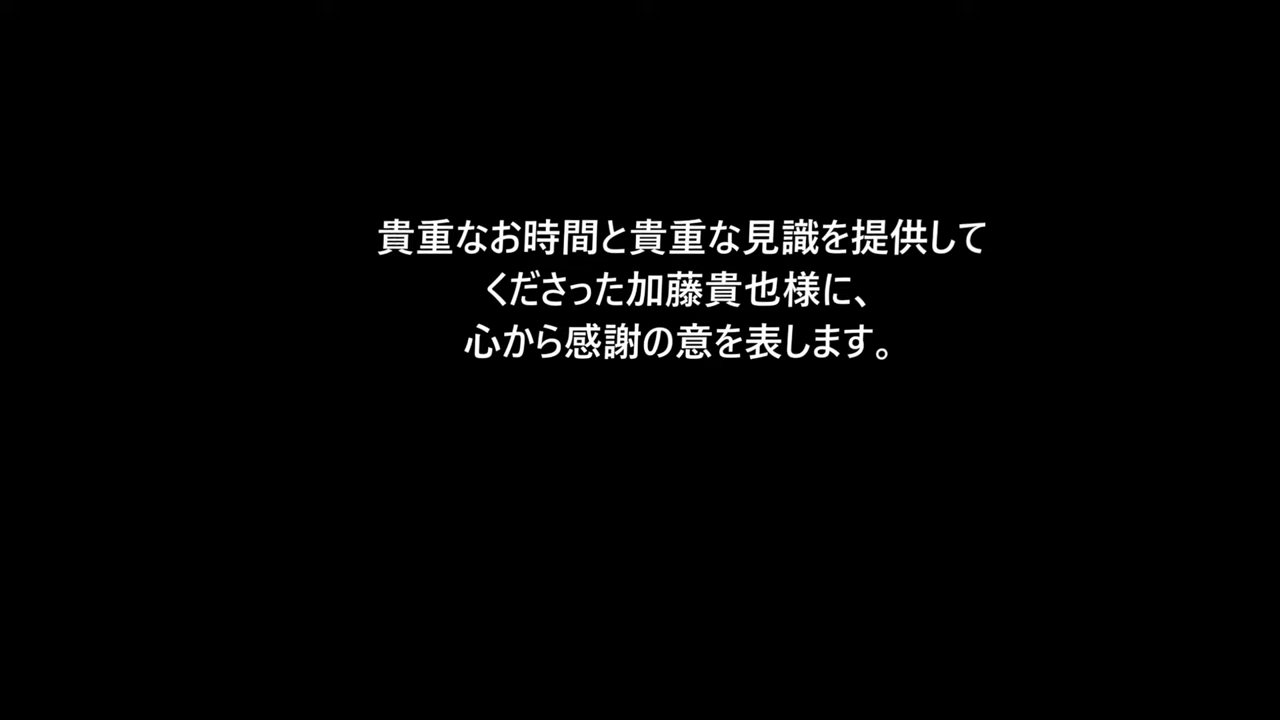 貴重なお時間と貴重な見識を提供して
くださった加藤貴也様に、
心から感謝の意を表します。